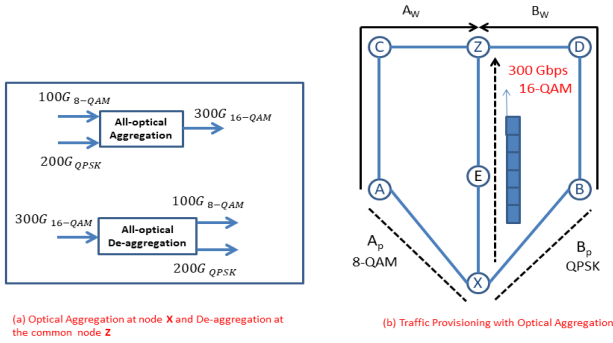 100G 8-QAM
200G QPSK
All-optical
Aggregation
300G 16-QAM
300G 16-QAM
All-optical
De-aggregation
100G 8-QAM
200G QPSK
(a) Optical Aggregation at node X and De-aggregation at
the common node Z
A W
B W
C
Z
D
300 Gbps
16-QAM
A
E
B
A p
8-QAM
B p
QPSK
X
(b) Traffic Provisioning with Optical Aggregation